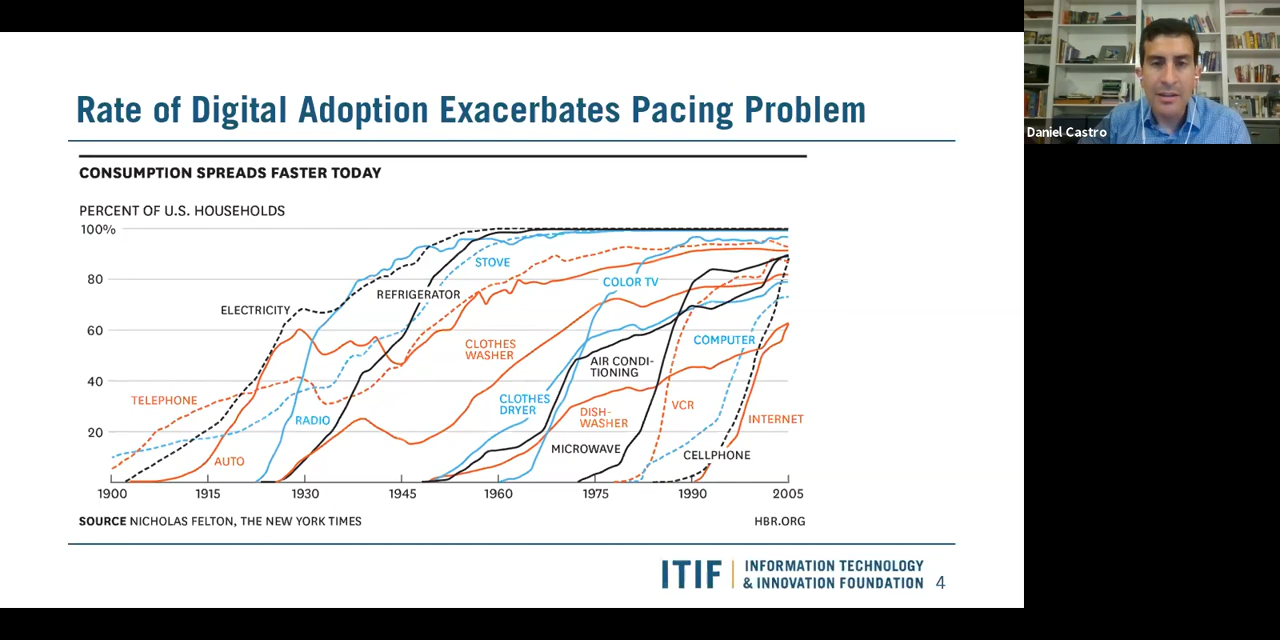 Rate of Digital Adoption Exacerbates Pacing Problem
Daniel Castro
CONSUMPTION SPREADS FASTER TODAY
PERCENT OF U.S. HOUSEHOLDS
100%
80
60
40
20
STOVE
COLOR TV
REFRIGERATOR
ELECTRICITY
CLOTHES
WASHER
COMPUTER
AIR CONDI-
TIONING
TELEPHONE
CLOTHES
DRYER
VCR
DISH-
WASHER
RADIO
INTERNET
MICROWAVE
CELLPHONE
AUTO
1900 1915 1930 1945 1960 1975 1990 2005
SOURCE NICHOLAS FELTON, THE NEW YORK TIMES
HBR.ORG
ITIF
INFORMATION TECHNOLOGY
& INNOVATION FOUNDATION
4